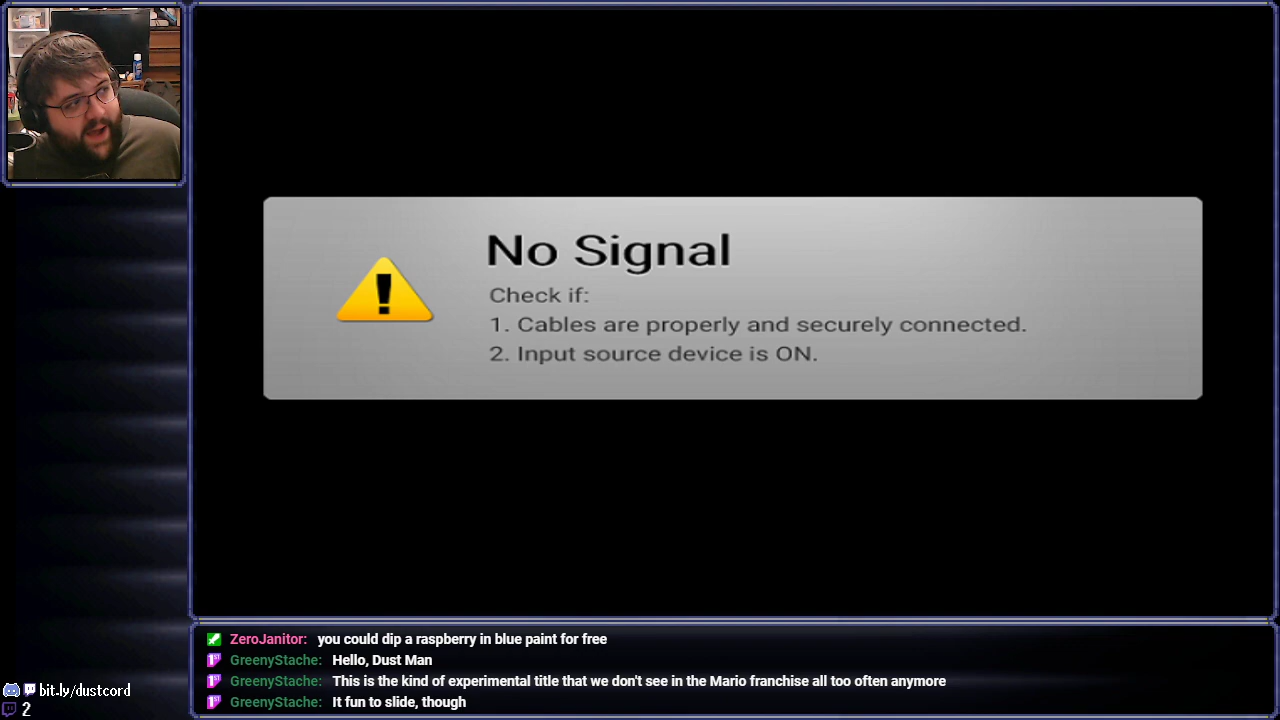 No Signal
Check if:
1. Cables are properly and securely connected.
2. Input source device is ON.
ZeroJanitor: you could dip a raspberry in blue paint for free
GreenyStache: Hello, Dust Man
GreenyStache: This is the kind of experimental title that we don't see in the Mario franchise all too often anymore
GreenyStache: It fun to slide, though
bit.ly/dustcord
2